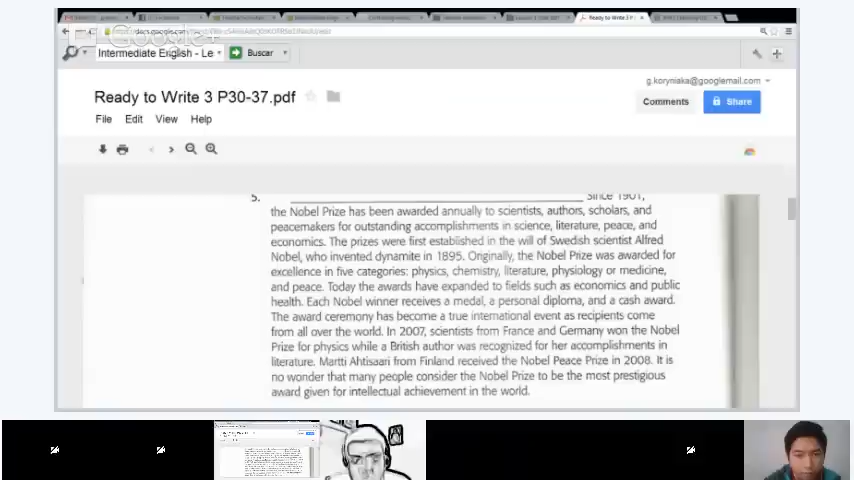 Intermediate English - Le
Buscar
g.koryniaka@googlemail.com
Ready to Write 3 P30-37.pdf
Comments
Share
File Edit View Help
5. Since 1901,
the Nobel Prize has been awarded annually to scientists, authors, scholars, and
peacemakers for outstanding accomplishments in science, literature, peace, and
economics. The prizes were first established in the will of Swedish scientist Alfred
Nobel, who invented dynamite in 1895. Originally, the Nobel Prize was awarded for
excellence in five categories: physics, chemistry, literature, physiology or medicine,
and peace. Today the awards have expanded to fields such as economics and public
health. Each Nobel winner receives a medal, a personal diploma, and a cash award.
The award ceremony has become a true international event as recipients come
from all over the world. In 2007, scientists from France and Germany won the Nobel
Prize for physics while a British author was recognized for her accomplishments in
literature. Martti Ahtisaari from Finland received the Nobel Peace Prize in 2008. It is
no wonder that many people consider the Nobel Prize to be the most prestigious
award given for intellectual achievement in the world.